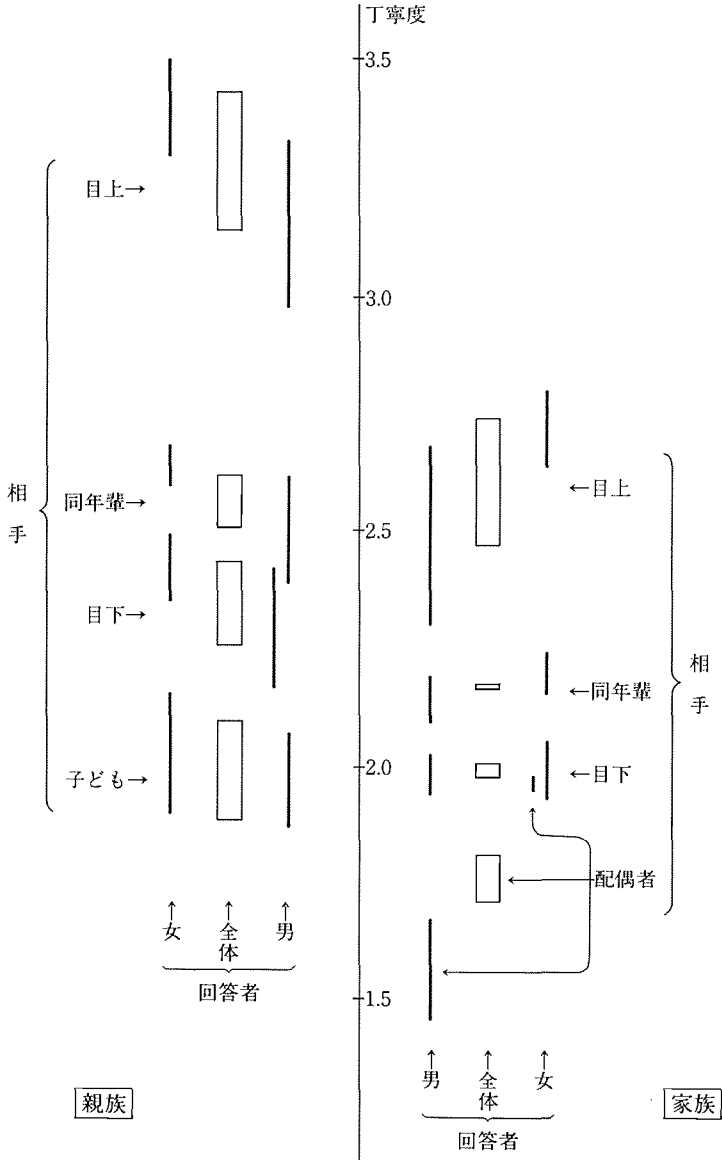 丁寧度
3.5
3.0
2.5
2.0
1.5
相手
目上→
同年輩→
目下→
子ども→
↑女
↑全体
↑男
回答者
親族
←目上
←同年輩
←目下
←配偶者
相手
↑男
↑全体
↑女
回答者
家族